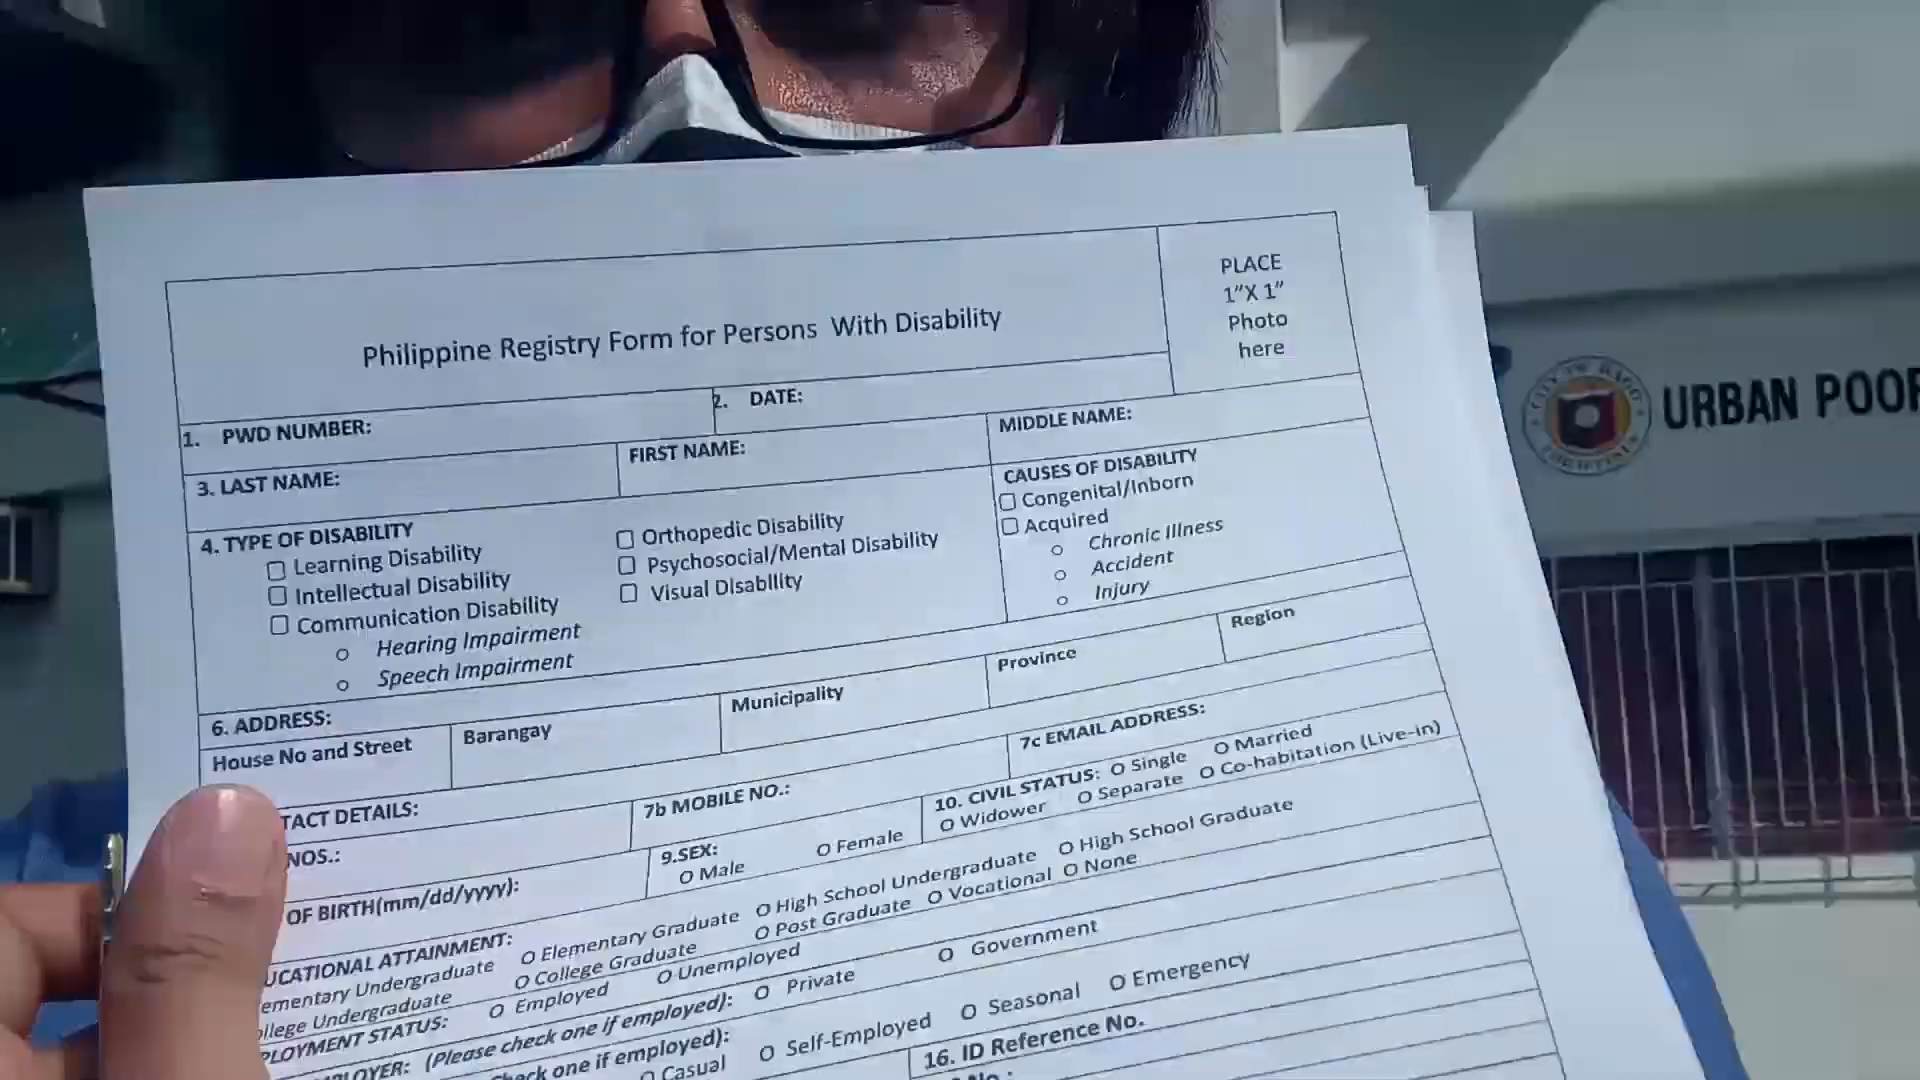 Philippine Registry Form for Persons With Disability
PLACE
1"X 1"
Photo
here
1. PWD NUMBER:
2. DATE:
3. LAST NAME:
FIRST NAME:
MIDDLE NAME:
4. TYPE OF DISABILITY
Learning Disability
Intellectual Disability
Communication Disability
Hearing Impairment
Speech Impairment
Orthopedic Disability
Psychosocial/Mental Disability
Visual Disability
CAUSES OF DISABILITY
Congenital/Inborn
Acquired
Chronic Illness
Accident
Injury
6. ADDRESS:
House No and Street
Barangay
Municipality
Province
Region
TACT DETAILS:
NOS.:
7b MOBILE NO.:
7c EMAIL ADDRESS:
OF BIRTH(mm/dd/yyyy):
9.SEX:
O Male O Female
10. CIVIL STATUS: O Single O Married
O Widower O Separate O Co-habitation (Live-in)
UCATIONAL ATTAINMENT:
ementary Undergraduate O Elementary Graduate O High School Undergraduate O High School Graduate
ollege Undergraduate O College Graduate O Post Graduate O Vocational O None
PLOYMENT STATUS: O Employed O Unemployed
MPLOYER: (Please check one if employed): O Private O Government
heck one if employed):
O Casual O Self-Employed O Seasonal O Emergency
16. ID Reference No.
No.:
URBAN POOR